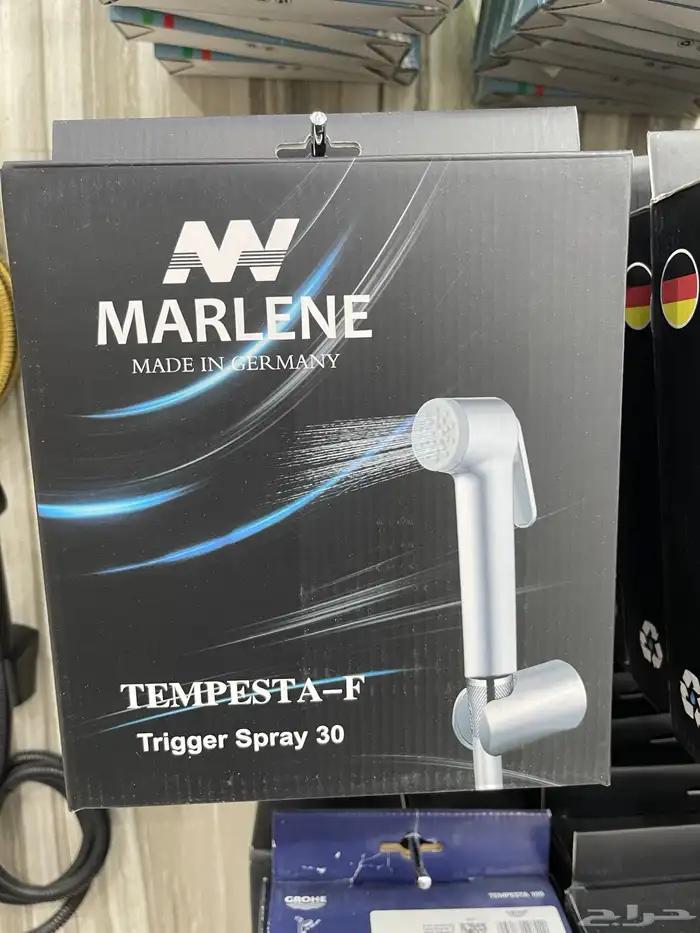 MARLENE
MADE IN GERMANY
TEMPESTA-F
Trigger Spray 30
GROHE
TEMPESTA 100
حراج